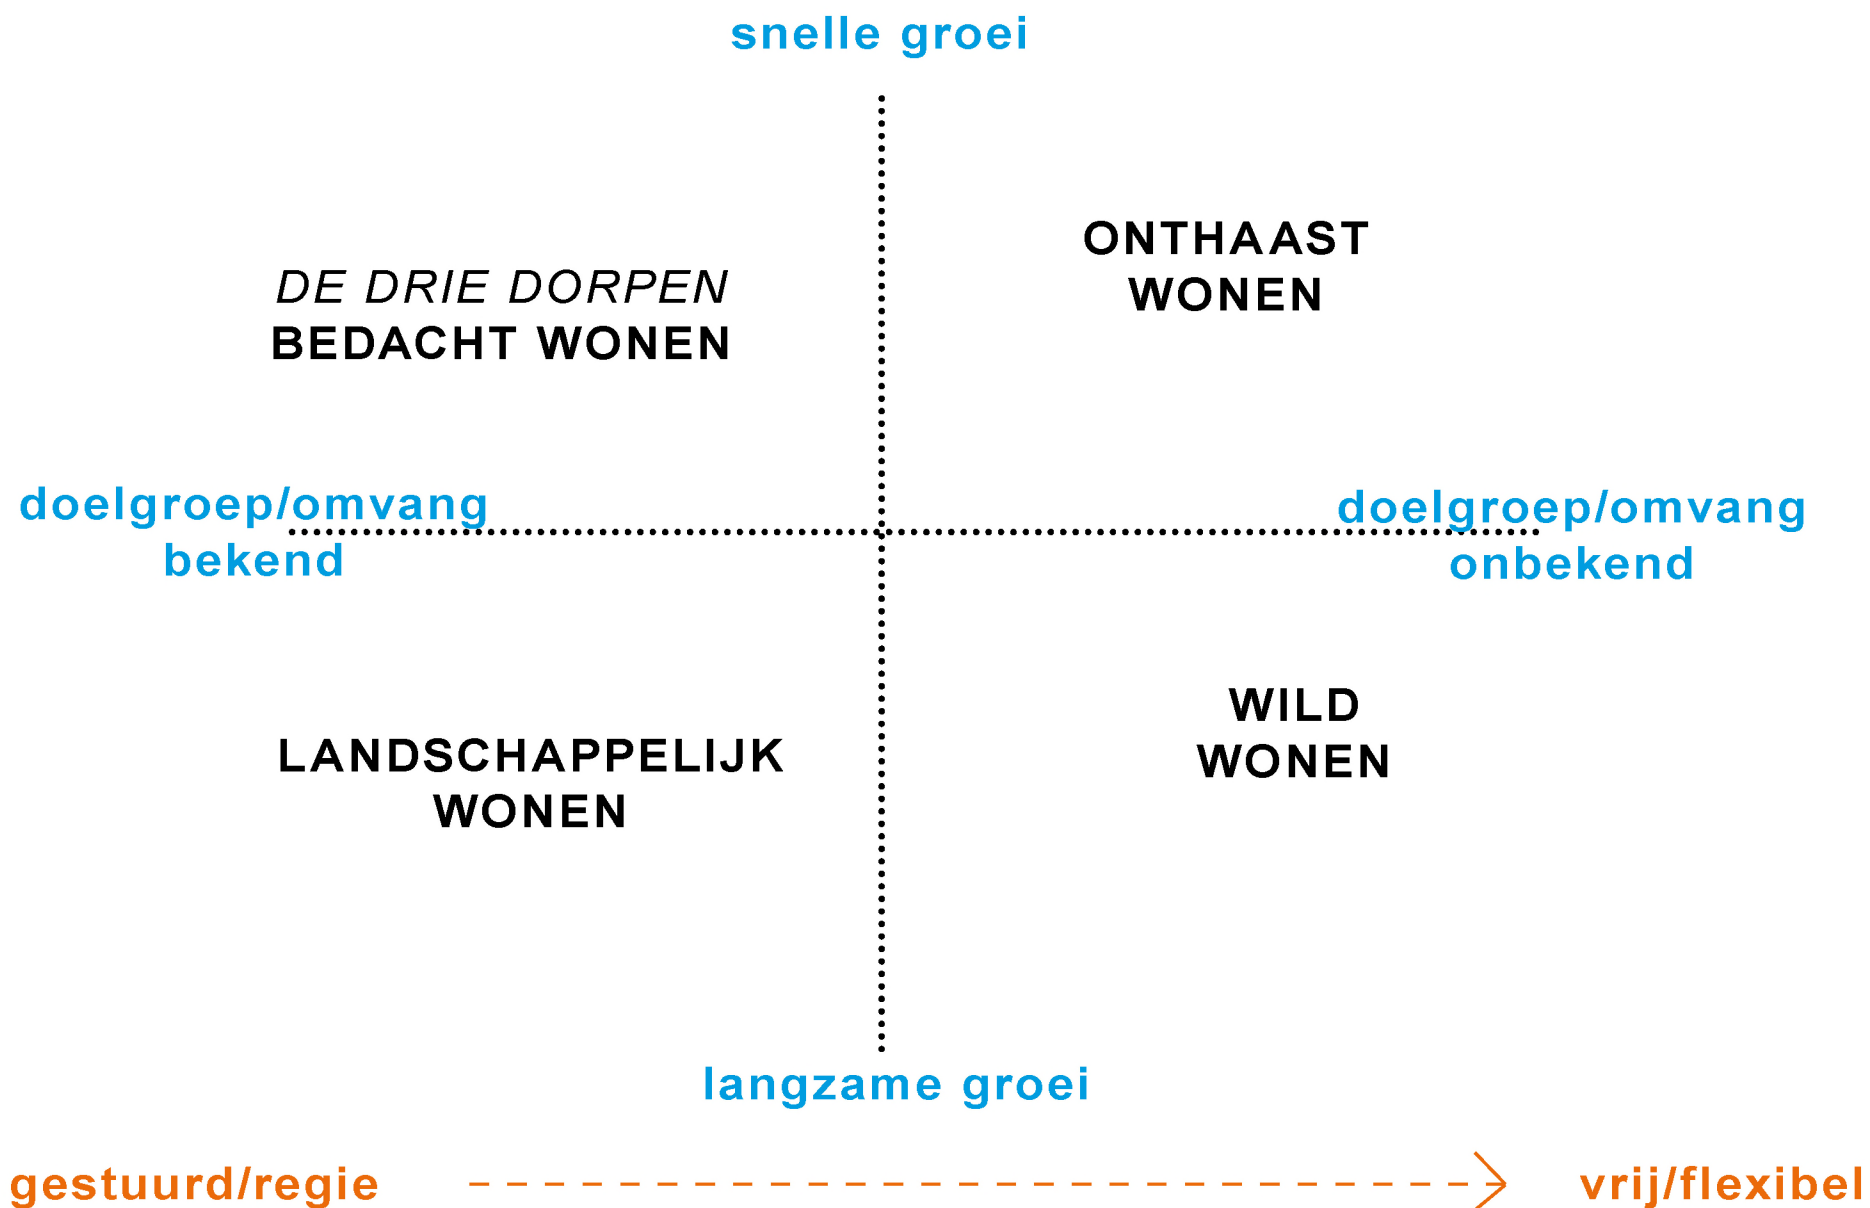 snelle groei
ONTHAAST
WONEN
DE DRIE DORPEN
BEDACHT WONEN
doelgroep/omvang
bekend
doelgroep/omvang
onbekend
LANDSCHAPPELIJK
WONEN
WILD
WONEN
langzame groei
gestuurd/regie
vrij/flexibel